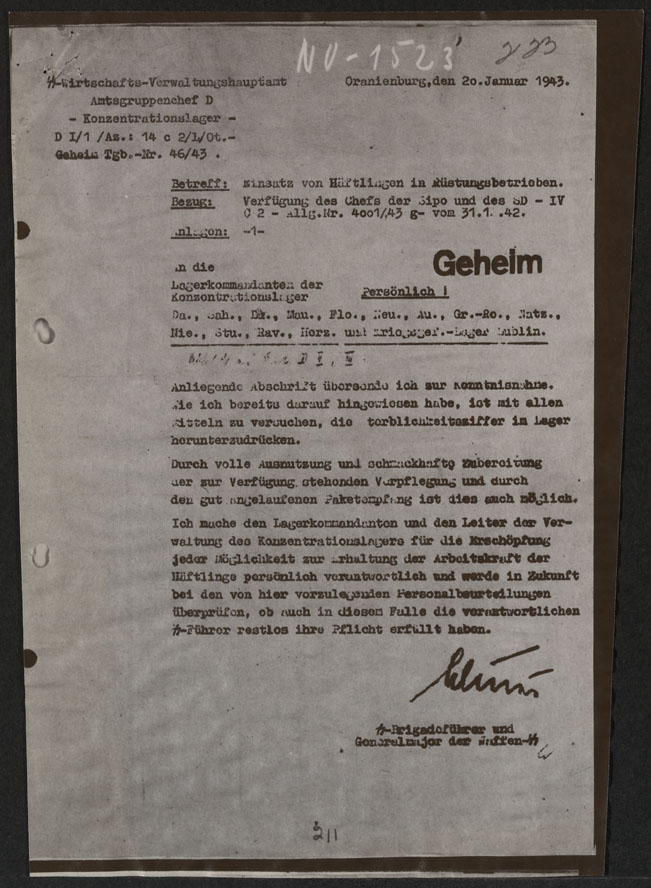 NO-1523
223
SS-Wirtschafts-Verwaltungshauptamt
Oranienburg, den 20. Januar 1943.
Amtsgruppenchef D
- Konzentrationslager -
D I/1 /Az.: 14 c 2/L/Ot.-
Geheim Tgb.-Nr. 46/43 .
Betreff: Einsatz von Häftlingen in Rüstungsbetrieben.
Bezug: Verfügung des Chefs der Sipo und des SD - IV
C 2 - Allg.Nr. 4001/43 g- vom 31.1. .42.
Anlagen: -1-
An die
Geheim
Lagerkommandanten der
Konzentrationslager
Persönlich !
Da., Sah., Bu., Mau., Flo., Neu., Au., Gr.-Ro., Natz.,
Nie., Stu., Rav., Herz. und Kriegsgef.-Lager Lublin.
Anliegende Abschrift übersende ich zur Kenntnisnahme.
Wie ich bereits darauf hingewiesen habe, ist mit allen
Mitteln zu versuchen, die terblichkeitsziffer im Lager
herunterzudrücken.
Durch volle Ausnutzung und schmackhafte Zubereitung
der zur Verfügung stehenden Verpflegung und durch
den gut angelaufenen Paketempfang ist dies auch möglich.
Ich mache den Lagerkommandanten und den Leiter der Ver-
waltung des Konzentrationslagers für die Erschöpfung
jeder Möglichkeit zur Erhaltung der Arbeitskraft der
Häftlinge persönlich verantwortlich und werde in Zukunft
bei den von hier vorzulegenden Personalbeurteilungen
überprüfen, ob auch in diesem Falle die verantwortlichen
SS-Führer restlos ihre Pflicht erfüllt haben.
SS-Brigadeführer und
Generalmajor der Waffen-SS